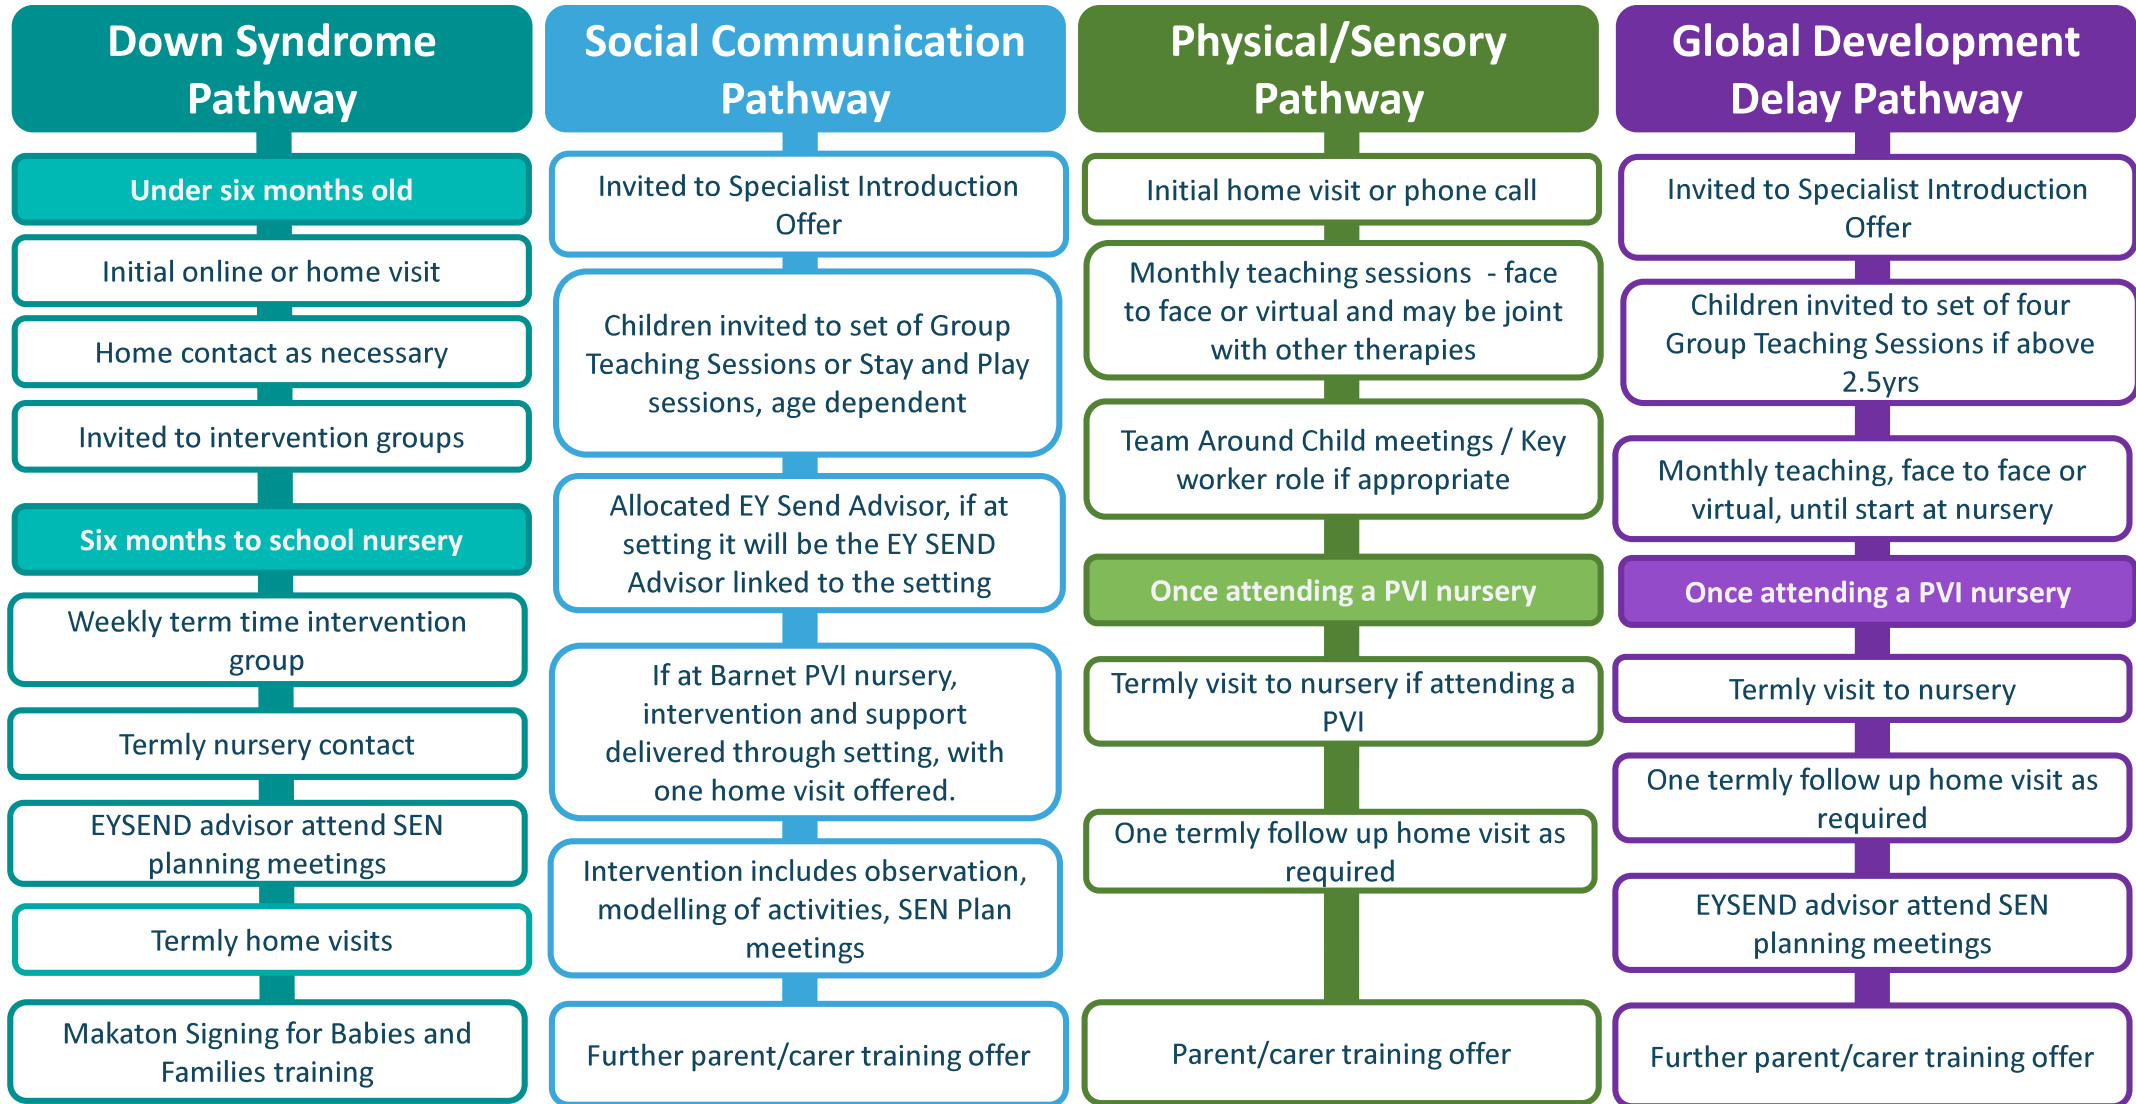 Down Syndrome
Pathway
Under six months old
Initial online or home visit
Home contact as necessary
Invited to intervention groups
Six months to school nursery
Weekly term time intervention
group
Termly nursery contact
EYSEND advisor attend SEN
planning meetings
Termly home visits
Makaton Signing for Babies and
Families training
Social Communication
Pathway
Invited to Specialist Introduction
Offer
Children invited to set of Group
Teaching Sessions or Stay and Play
sessions, age dependent
Allocated EY Send Advisor, if at
setting it will be the EY SEND
Advisor linked to the setting
If at Barnet PVI nursery,
intervention and support
delivered through setting, with
one home visit offered.
Intervention includes observation,
modelling of activities, SEN Plan
meetings
Further parent/carer training offer
Physical/Sensory
Pathway
Initial home visit or phone call
Monthly teaching sessions  - face
to face or virtual and may be joint
with other therapies
Team Around Child meetings / Key
worker role if appropriate
Once attending a PVI nursery
Termly visit to nursery if attending a
PVI
One termly follow up home visit as
required
Parent/carer training offer
Global Development
Delay Pathway
Invited to Specialist Introduction
Offer
Children invited to set of four
Group Teaching Sessions if above
2.5yrs
Monthly teaching, face to face or
virtual, until start at nursery
Once attending a PVI nursery
Termly visit to nursery
One termly follow up home visit as
required
EYSEND advisor attend SEN
planning meetings
Further parent/carer training offer